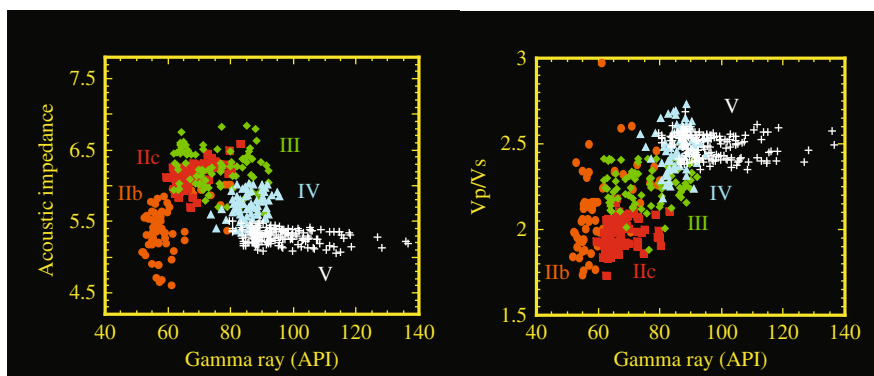 7.5
6.5
5.5
4.5
Acoustic impedance
III
IIc
IIb
IV
V
40 60 80 100 120 140
Gamma ray (API)
3
2.5
2
1.5
Vp/Vs
V
IV
III
IIb
IIc
40 60 80 100 120 140
Gamma ray (API)